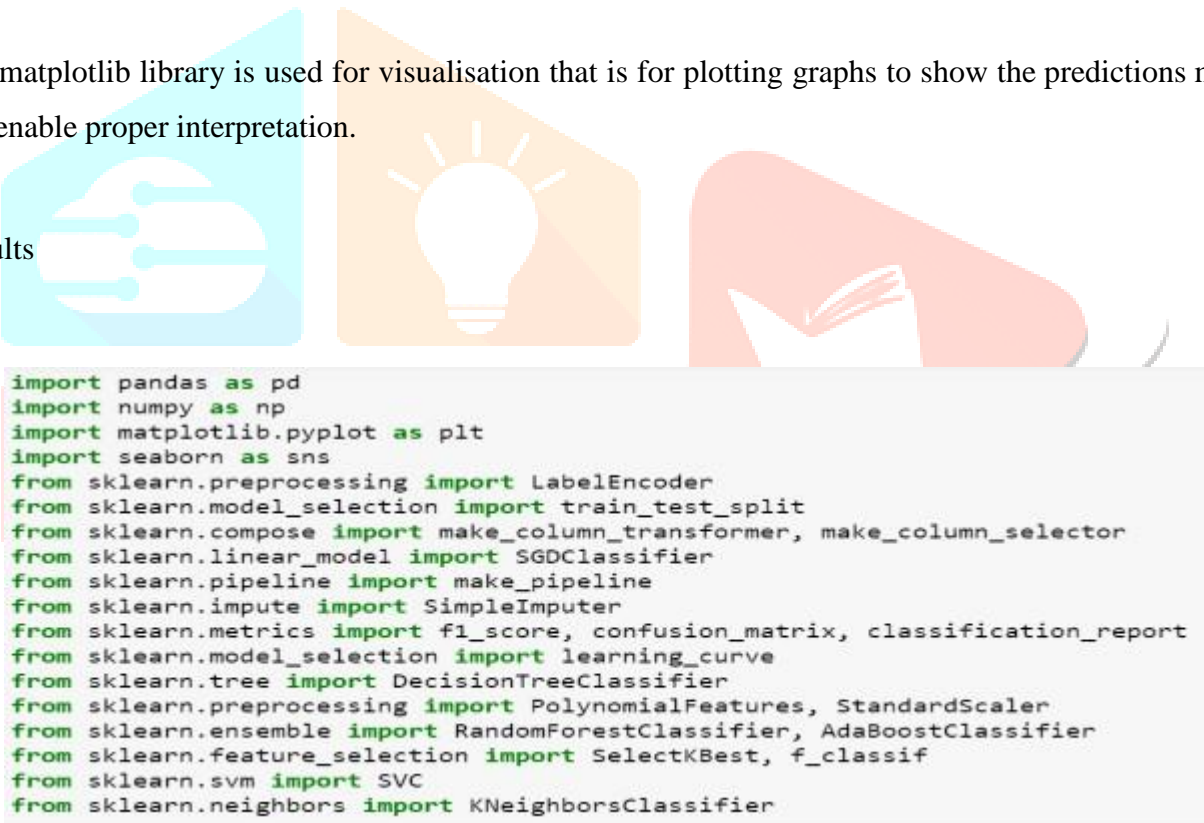 matplotlib library is used for visualisation that is for plotting graphs to show the predictions
enable proper interpretation.
import pandas as pd
import numpy as np
import matplotlib.pyplot as plt
import seaborn as sns
from sklearn.preprocessing import LabelEncoder
from sklearn.model_selection import train_test_split
from sklearn.compose import make_column_transformer, make_column_selector
from sklearn.linear_model import SGDClassifier
from sklearn.pipeline import make_pipeline
from sklearn.impute import SimpleImputer
from sklearn.metrics import f1_score, confusion_matrix, classification_report
from sklearn.model_selection import learning_curve
from sklearn.tree import DecisionTreeClassifier
from sklearn.preprocessing import PolynomialFeatures, StandardScaler
from sklearn.ensemble import RandomForestClassifier, AdaBoostClassifier
from sklearn.feature_selection import SelectKBest, f_classif
from sklearn.svm import SVC
from sklearn.neighbors import KNeighborsClassifier